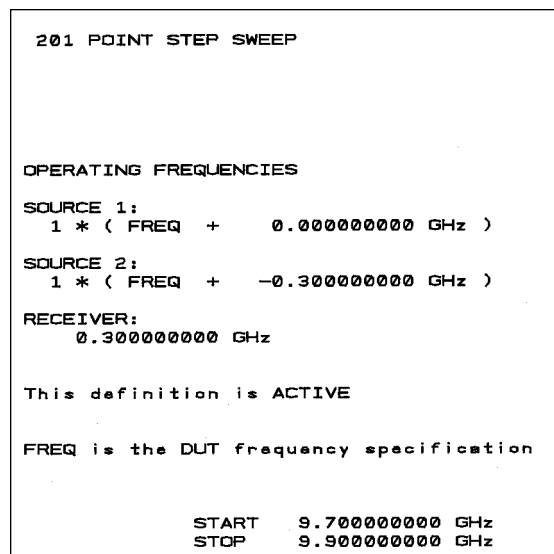 201 POINT STEP SWEEP
OPERATING FREQUENCIES
SOURCE 1:
1 * ( FREQ + 0.000000000 GHz )
SOURCE 2:
1 * ( FREQ + -0.300000000 GHz )
RECEIVER:
0.300000000 GHz
This definition is ACTIVE
FREQ is the DUT frequency specification
START 9.700000000 GHz
STOP 9.900000000 GHz